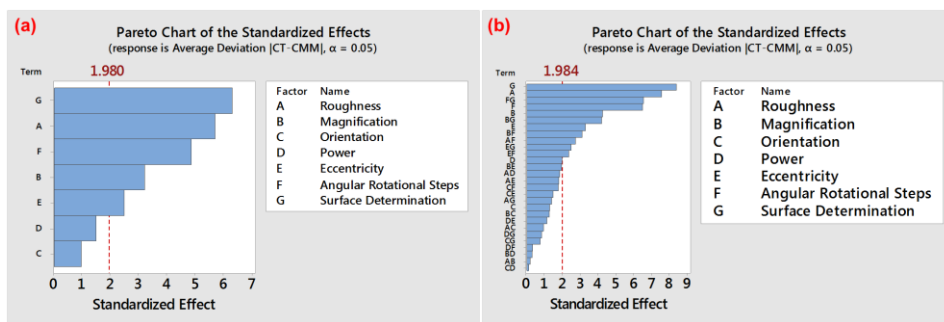 (a)
Pareto Chart of the Standardized Effects
(response is Average Deviation |CT-CMM|, α = 0.05)
Term
1.980
G
A
F
B
E
D
C
0 1 2 3 4 5 6 7
Standardized Effect
Factor Name
A Roughness
B Magnification
C Orientation
D Power
E Eccentricity
F Angular Rotational Steps
G Surface Determination
(b)
Pareto Chart of the Standardized Effects
(response is Average Deviation |CT-CMM|, α = 0.05)
Term
1.984
G
A
FG
F
B
BG
E
BF
AF
EG
EF
D
BE
AD
AE
CF
CE
AG
C
BC
DE
AC
DG
CG
DF
BD
AB
CD
0 1 2 3 4 5 6 7 8 9
Standardized Effect
Factor Name
A Roughness
B Magnification
C Orientation
D Power
E Eccentricity
F Angular Rotational Steps
G Surface Determination